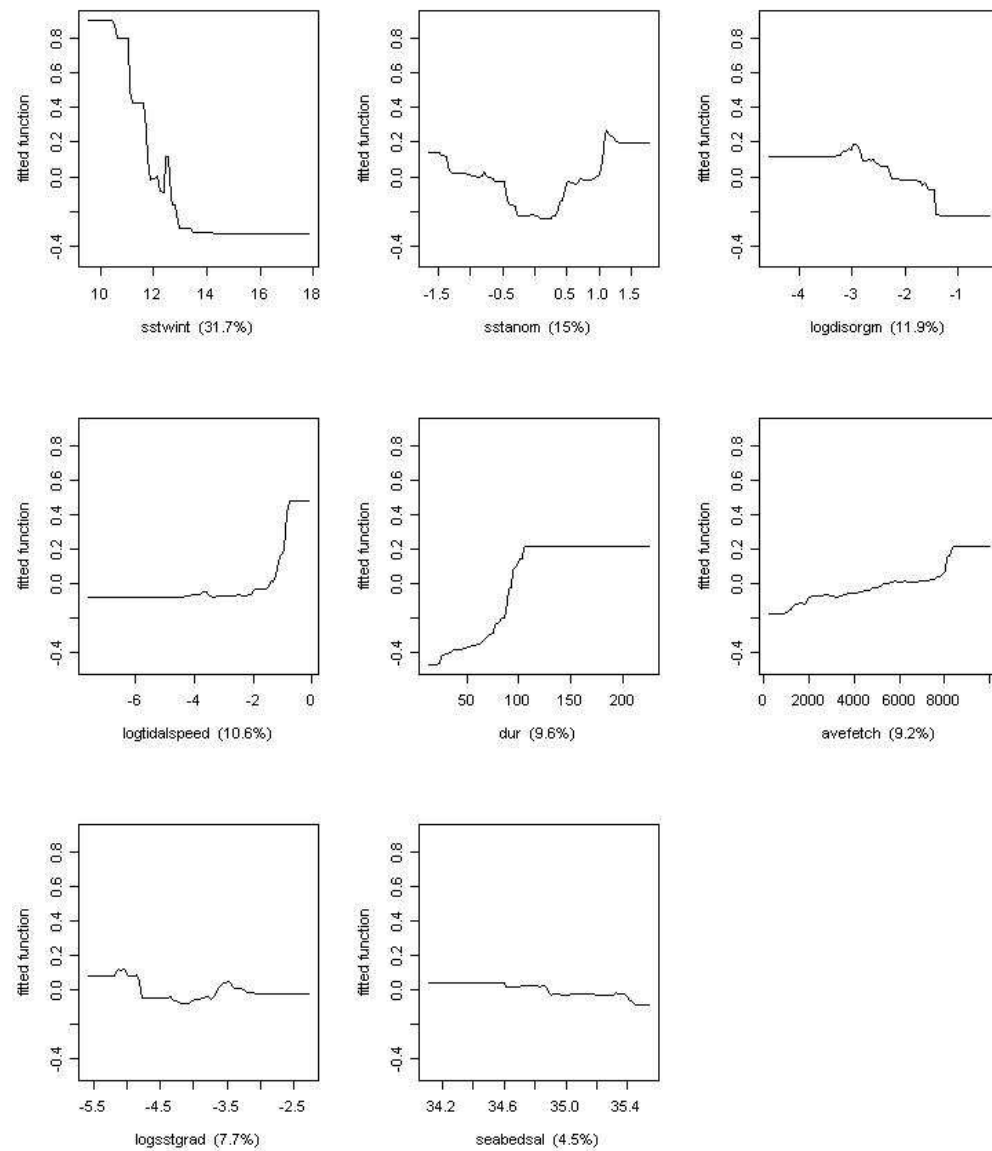 fitted function
0.8
0.6
0.4
0.2
0.0
-0.4
10 12 14 16 18
sstwint (31.7%)
fitted function
0.8
0.6
0.4
0.2
0.0
-0.4
-1.5 -0.5 0.5 1.0 1.5
sstanom (15%)
fitted function
0.8
0.6
0.4
0.2
0.0
-0.4
-4 -3 -2 -1
logdisorgm (11.9%)
fitted function
0.8
0.6
0.4
0.2
0.0
-0.4
-6 -4 -2 0
logtidalspeed (10.6%)
fitted function
0.8
0.6
0.4
0.2
0.0
-0.4
50 100 150 200
dur (9.6%)
fitted function
0.8
0.6
0.4
0.2
0.0
-0.4
0 2000 4000 6000 8000
avefetch (9.2%)
fitted function
0.8
0.6
0.4
0.2
0.0
-0.4
-5.5 -4.5 -3.5 -2.5
logsstgrad (7.7%)
fitted function
0.8
0.6
0.4
0.2
0.0
-0.4
34.2 34.6 35.0 35.4
seabedsal (4.5%)